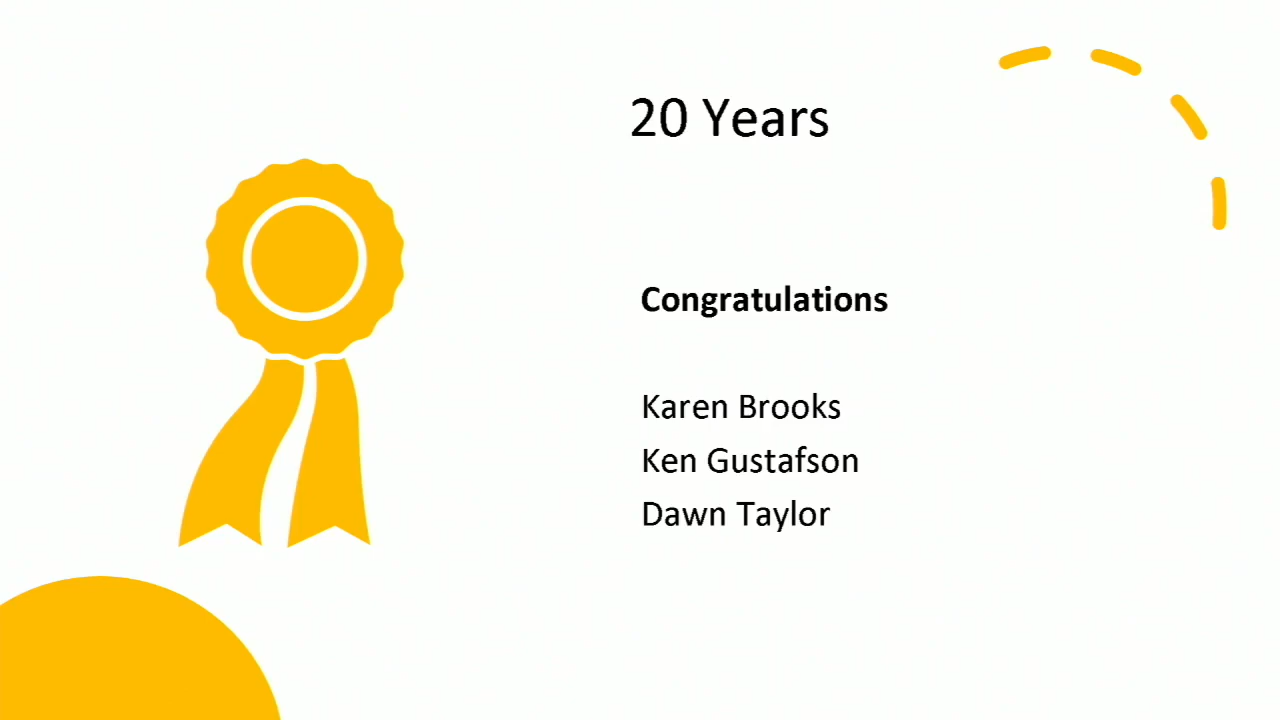 20 Years
Congratulations
Karen Brooks
Ken Gustafson
Dawn Taylor